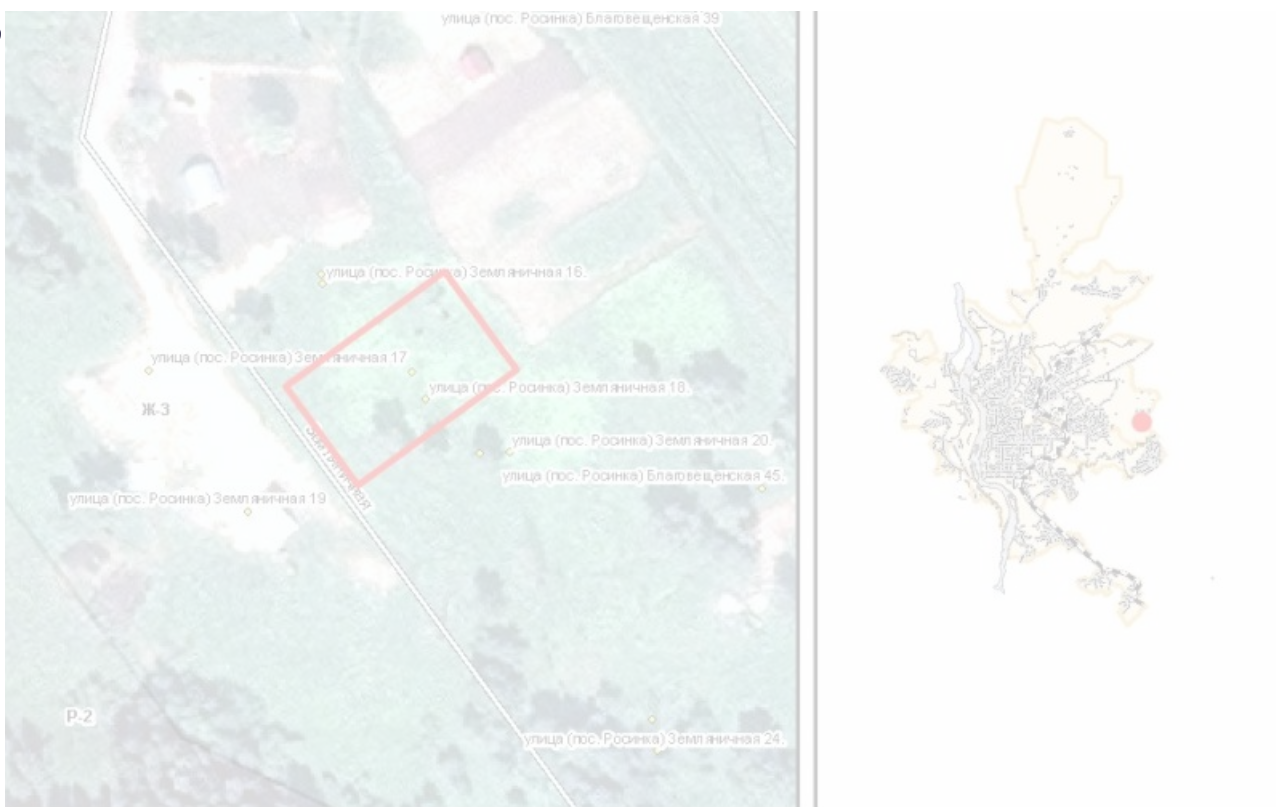 улица (пос. Росинка) Благовещенская 39
улица (пос. Росинка) Земляничная 16.
улица (пос. Росинка) Земляничная 17
улица (пос. Росинка) Земляничная 18.
Ж-3
улица (пос. Росинка) Земляничная 20.
улица (пос. Росинка) Благовещенская 45.
улица (пос. Росинка) Земляничная 19
Р-2
улица (пос. Росинка) Земляничная 24.